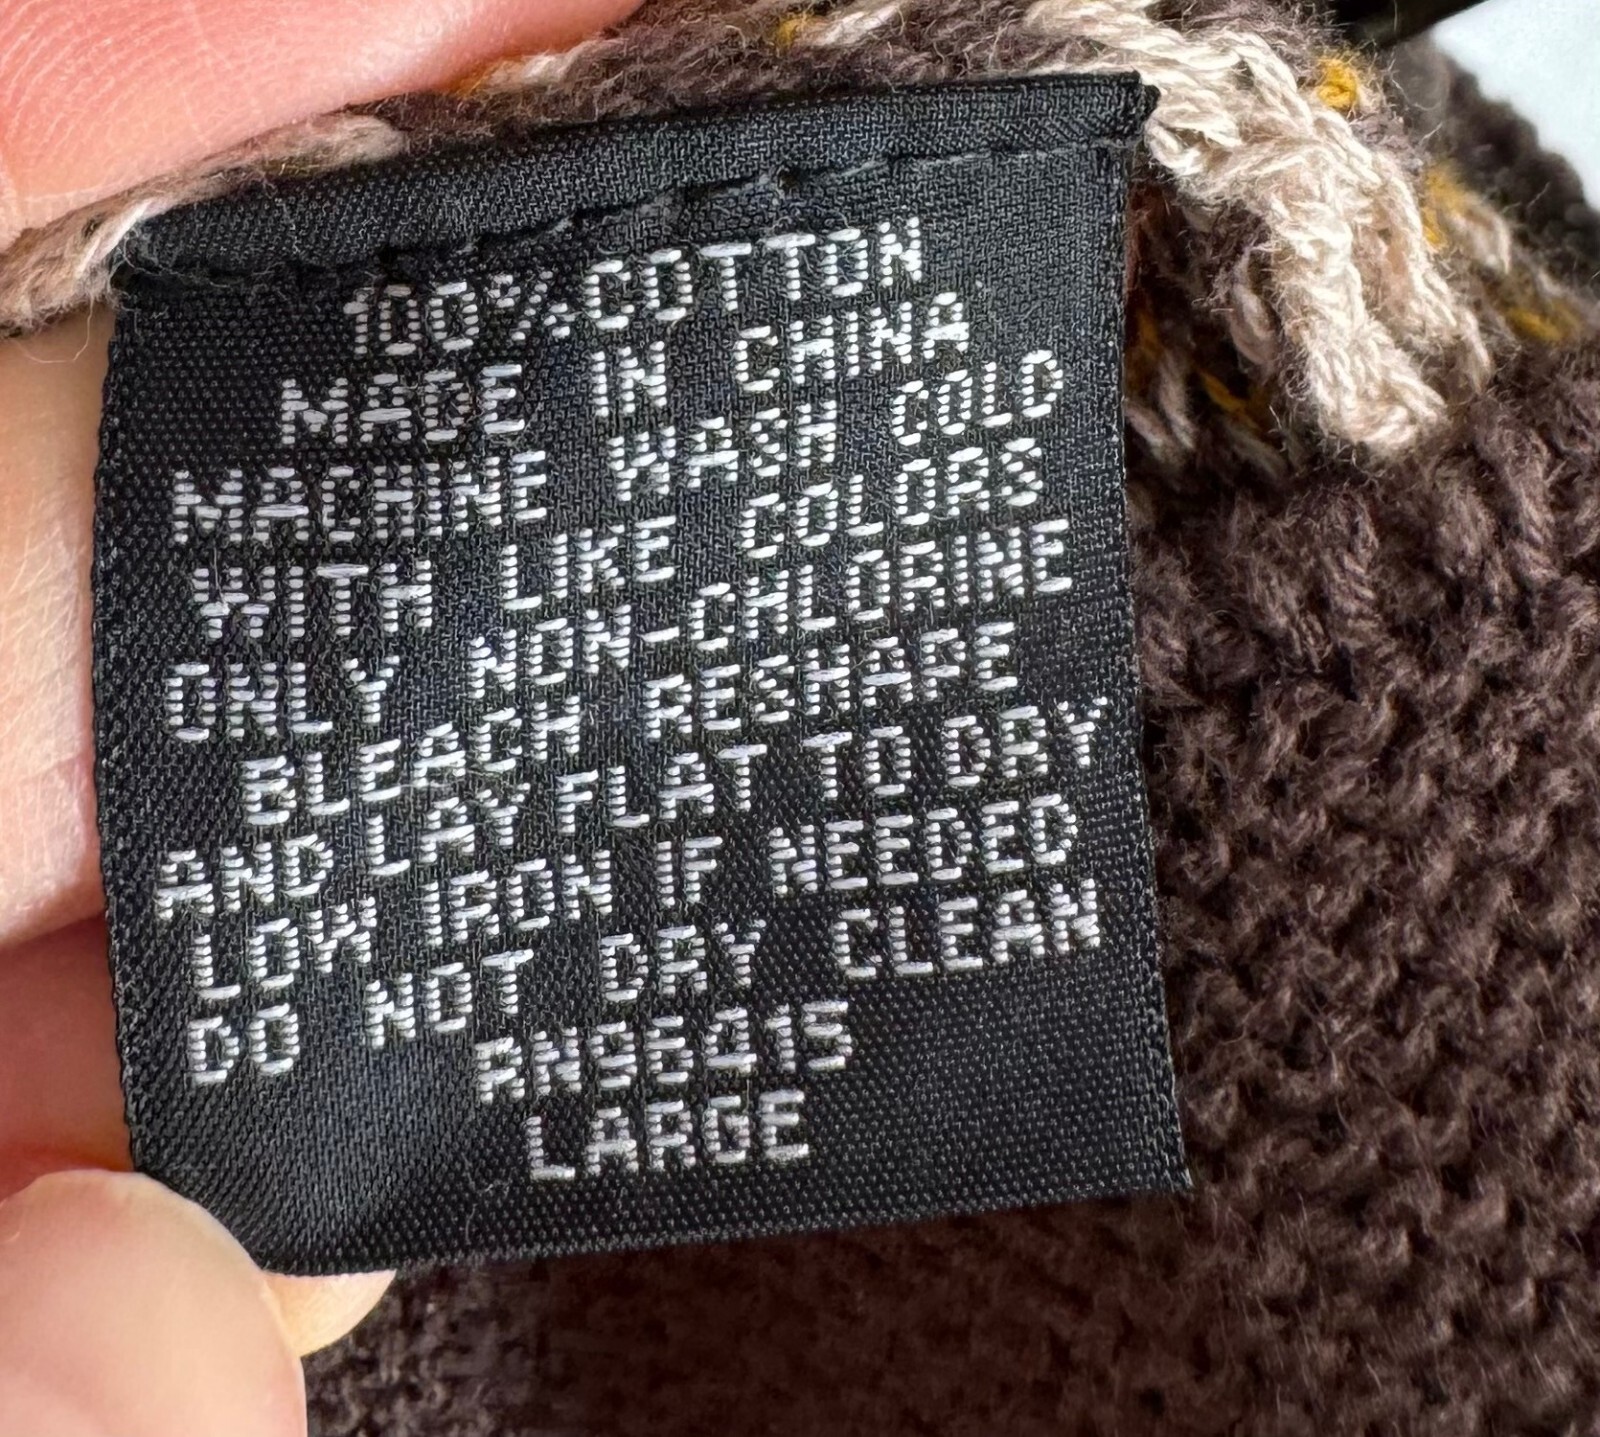 100% COTTON
MADE IN CHINA
MACHINE WASH COLD
WITH LIKE COLORS
ONLY NON-CHLORINE
BLEACH RESHAPE
AND LAY FLAT TO DRY
LOW IRON IF NEEDED
DO NOT DRY CLEAN
RN96415
LARGE